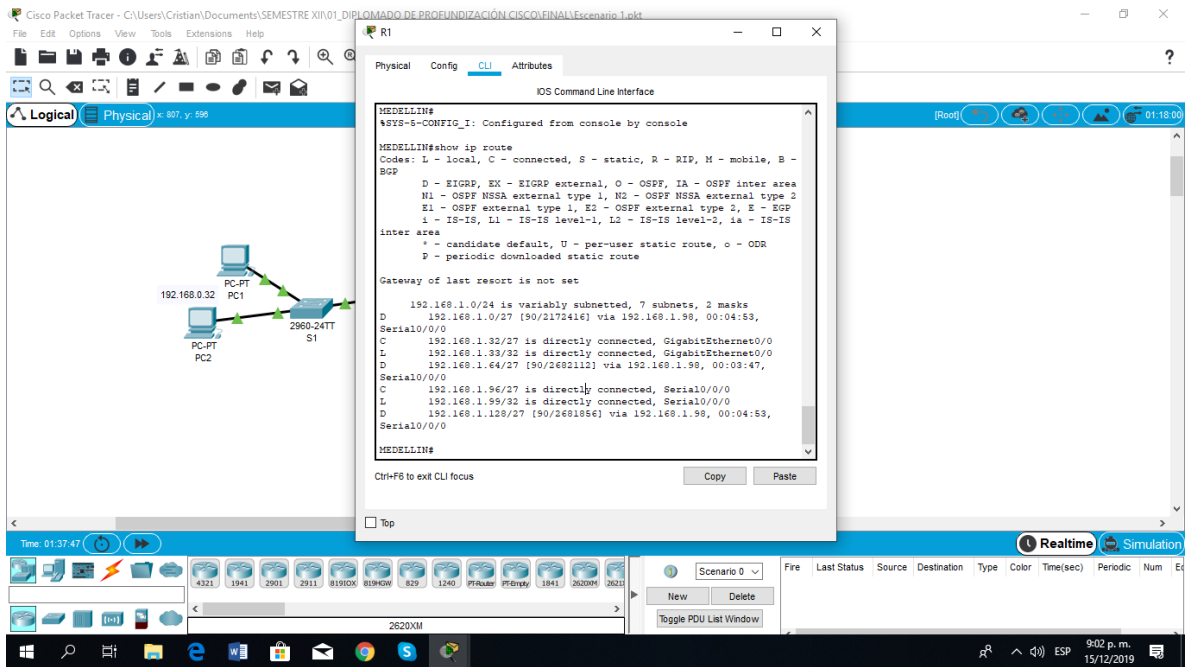 Cisco Packet Tracer - C:\Users\Cristian\Documents\SEMESTRE XII\01_DIPLOMADO DE PROFUNDIZACIÓN CISCO\FINAL\Escenario 1.pkt
File Edit Options View Tools Extensions Help
?
Logical Physical x: 807, y: 596
[Root] 01:18:00
R1
Physical Config CLI Attributes
IOS Command Line Interface
MEDELLIN#
%SYS-5-CONFIG_I: Configured from console by console
MEDELLIN#show ip route
Codes: L - local, C - connected, S - static, R - RIP, M - mobile, B -
BGP
D - EIGRP, EX - EIGRP external, O - OSPF, IA - OSPF inter area
N1 - OSPF NSSA external type 1, N2 - OSPF NSSA external type 2
E1 - OSPF external type 1, E2 - OSPF external type 2, E - EGP
i - IS-IS, L1 - IS-IS level-1, L2 - IS-IS level-2, ia - IS-IS
inter area
* - candidate default, U - per-user static route, o - ODR
P - periodic downloaded static route
Gateway of last resort is not set
192.168.1.0/24 is variably subnetted, 7 subnets, 2 masks
D 192.168.1.0/27 [90/2172416] via 192.168.1.98, 00:04:53,
Serial0/0/0
C 192.168.1.32/27 is directly connected, GigabitEthernet0/0
L 192.168.1.33/32 is directly connected, GigabitEthernet0/0
D 192.168.1.64/27 [90/2682112] via 192.168.1.98, 00:03:47,
Serial0/0/0
C 192.168.1.96/27 is directly connected, Serial0/0/0
L 192.168.1.99/32 is directly connected, Serial0/0/0
D 192.168.1.128/27 [90/2681856] via 192.168.1.98, 00:04:53,
Serial0/0/0
MEDELLIN#
Ctrl+F6 to exit CLI focus
Copy Paste
Top
PC-PT
PC1
192.168.0.32
PC-PT
PC2
2960-24TT
S1
Time: 01:37:47
Realtime Simulation
4321 1941 2901 2911 819IOX 819HGW 829 1240 PT-Router PT-Empty 1841 2620XM 2621
2620XM
Scenario 0
New Delete
Toggle PDU List Window
Fire Last Status Source Destination Type Color Time(sec) Periodic Num Ed
ESP
9:02 p. m.
15/12/2019